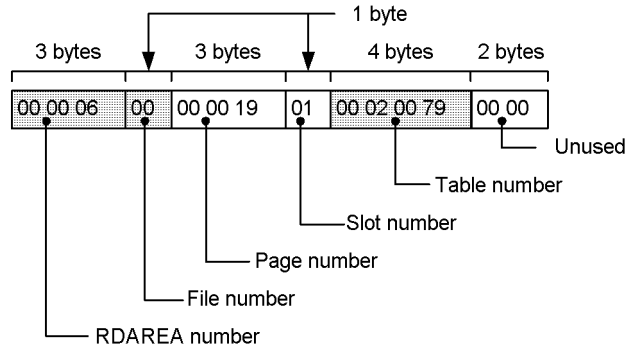 1 byte
3 bytes 3 bytes 4 bytes 2 bytes
00 00 06 00 00 00 19 01 00 02 00 79 00 00
Unused
Table number
Slot number
Page number
File number
RDAREA number